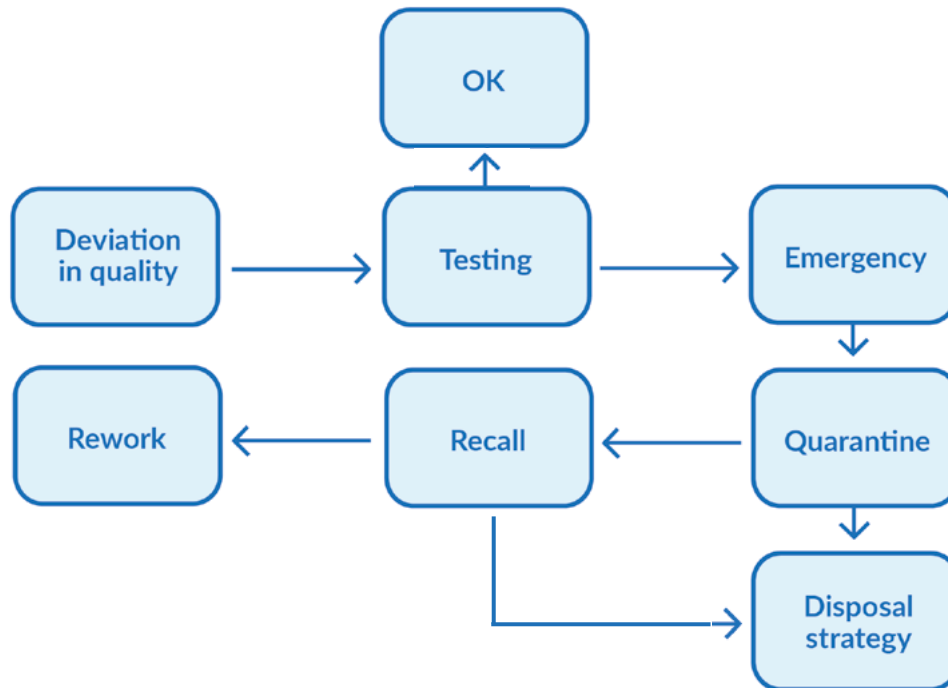 OK
Deviation
in quality
Testing
Emergency
Rework
Recall
Quarantine
Disposal
strategy